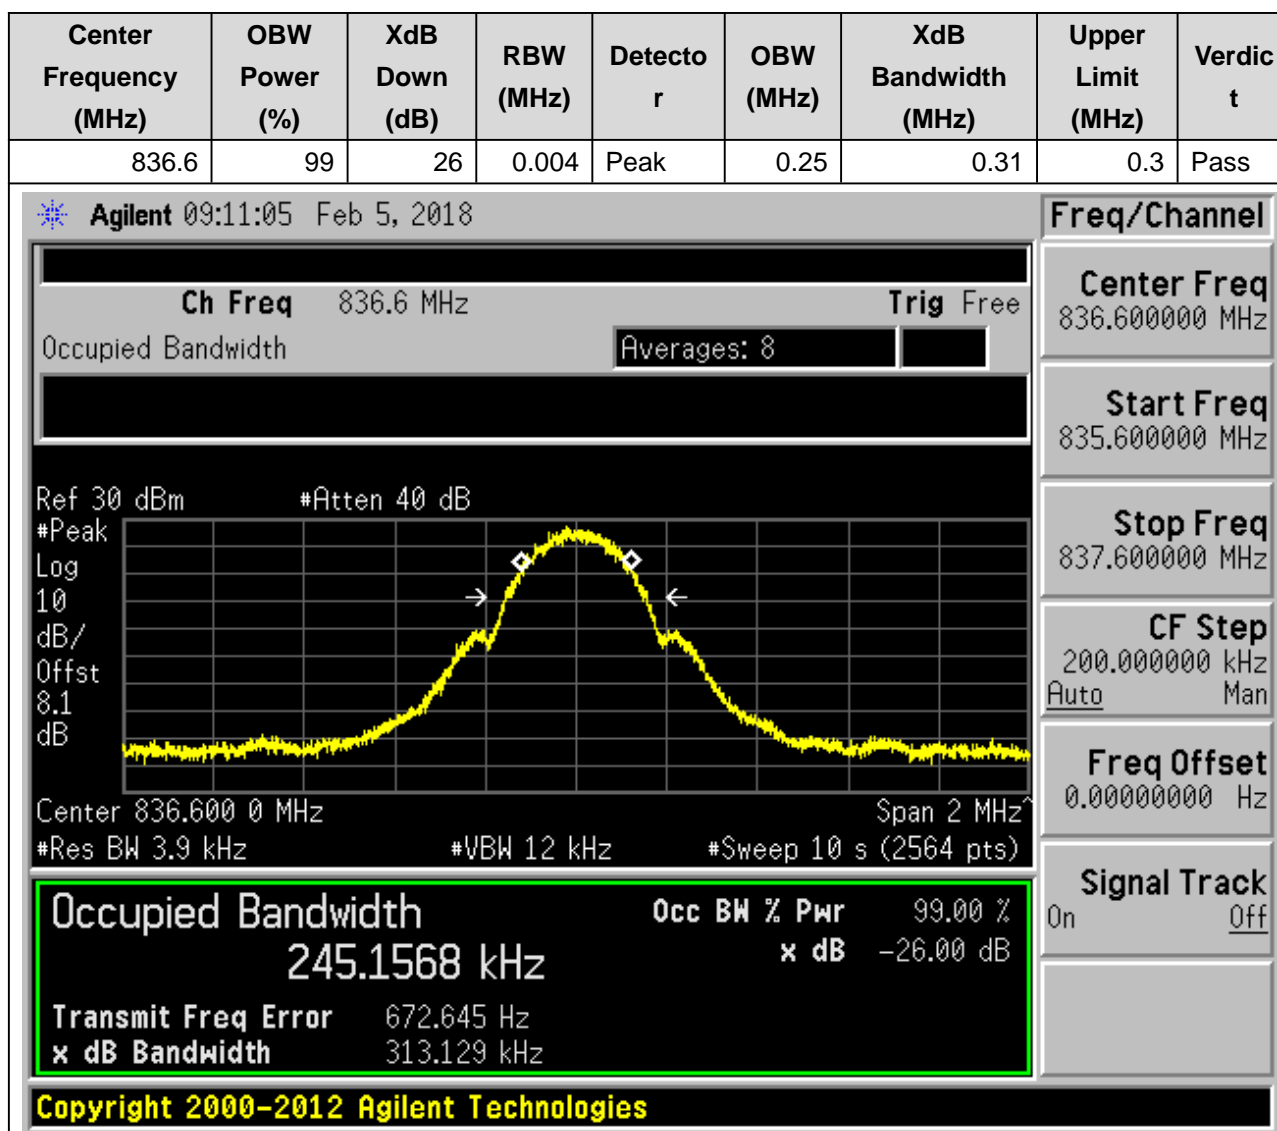 Center Frequency (MHz) OBW Power (%) XdB Down (dB) RBW (MHz) Detecto r OBW (MHz) XdB Bandwidth (MHz) Upper Limit (MHz) Verdic t
836.6 99 26 0.004 Peak 0.25 0.31 0.3 Pass
Agilent 09:11:05 Feb 5, 2018 Freq/Channel
Ch Freq 836.6 MHz Trig Free
Occupied Bandwidth Averages: 8
Center Freq
836.600000 MHz
Start Freq
835.600000 MHz
Stop Freq
837.600000 MHz
CF Step
200.000000 kHz
Auto Man
Freq Offset
0.00000000 Hz
Signal Track
On Off
Ref 30 dBm #Atten 40 dB
#Peak
Log
10
dB/
Offst
8.1
dB
Center 836.600 0 MHz Span 2 MHz^
#Res BW 3.9 kHz #VBW 12 kHz #Sweep 10 s (2564 pts)
Occupied Bandwidth Occ BW % Pwr 99.00 %
245.1568 kHz x dB -26.00 dB
Transmit Freq Error 672.645 Hz
x dB Bandwidth 313.129 kHz
Copyright 2000-2012 Agilent Technologies